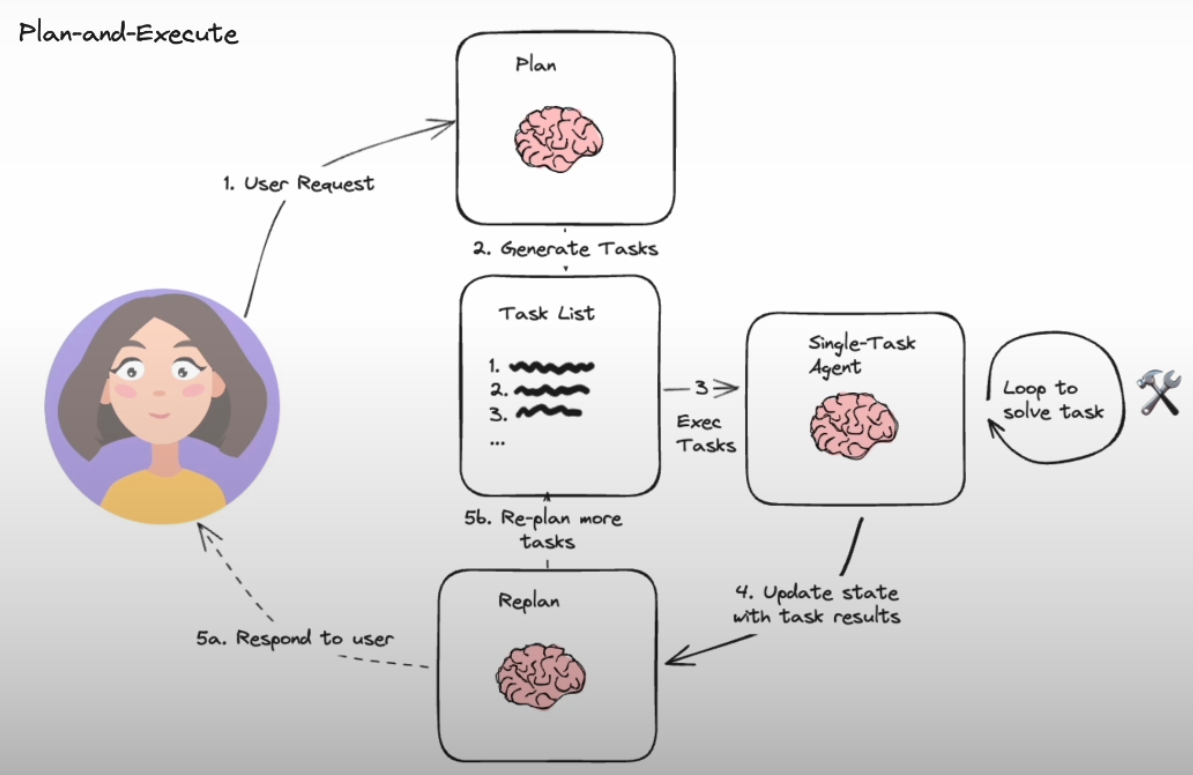 Plan-and-Execute
Plan
1. User Request
2. Generate Tasks
Task List
1.
2.
3.
...
3
Exec
Tasks
Single-Task
Agent
Loop to
solve task
4. Update state
with task results
Replan
5a. Respond to user
5b. Re-plan more
tasks